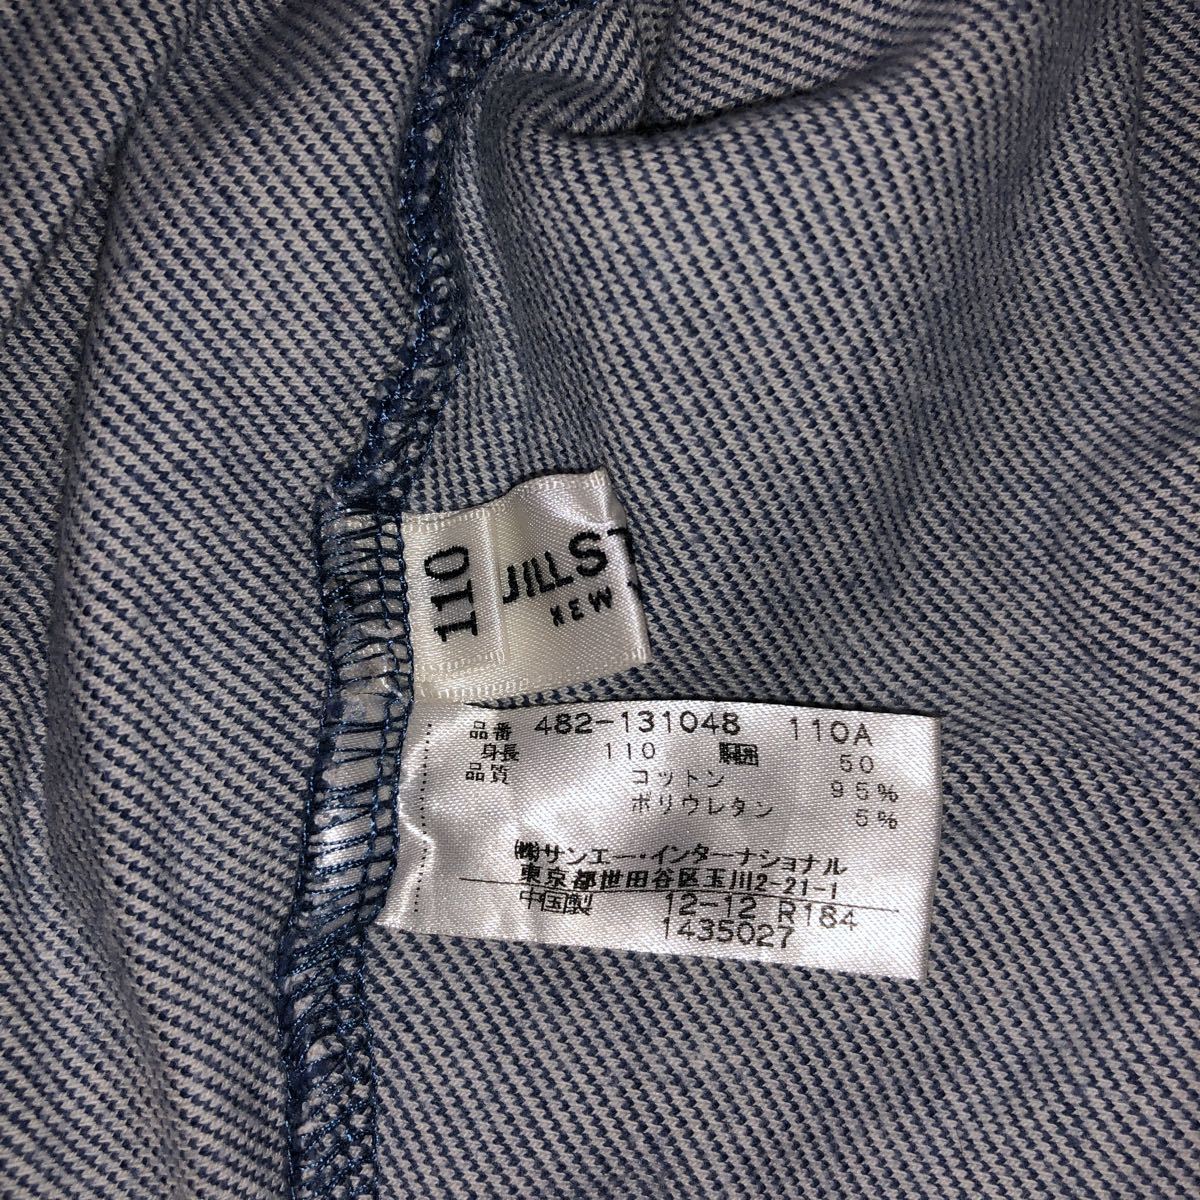 110
JILL S
NEW
品番 482-131048 110A
身長 110 胴囲 50
品質 コットン 95%
ポリウレタン 5%
㈱サンエー・インターナショナル
東京都世田谷区玉川2-21-1
中国製 12-12 R184
1435027